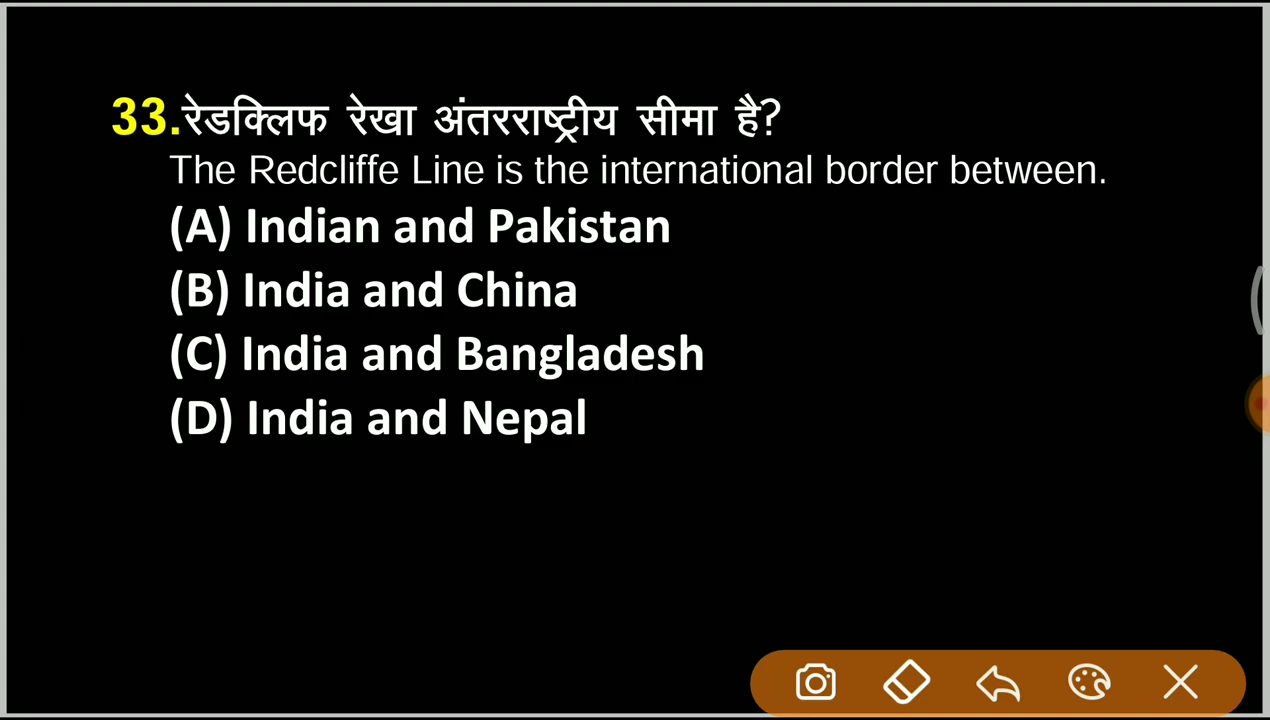 33.रेडक्लिफ रेखा अंतरराष्ट्रीय सीमा है?
The Redcliffe Line is the international border between.
(A) Indian and Pakistan
(B) India and China
(C) India and Bangladesh
(D) India and Nepal